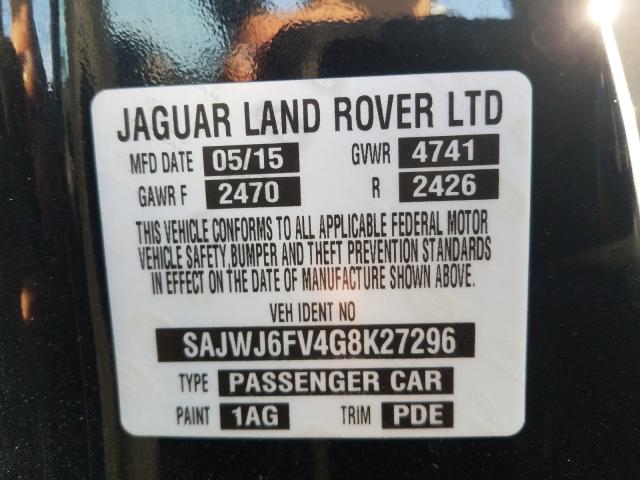 JAGUAR LAND ROVER LTD
MFD DATE 05/15 GVWR 4741
GAWR F 2470 R 2426
THIS VEHICLE CONFORMS TO ALL APPLICABLE FEDERAL MOTOR
VEHICLE SAFETY,BUMPER AND THEFT PREVENTION STANDARDS
IN EFFECT ON THE DATE OF MANUFACTURE SHOWN ABOVE.
VEH IDENT NO
SAJWJ6FV4G8K27296
TYPE PASSENGER CAR
PAINT 1AG TRIM PDE